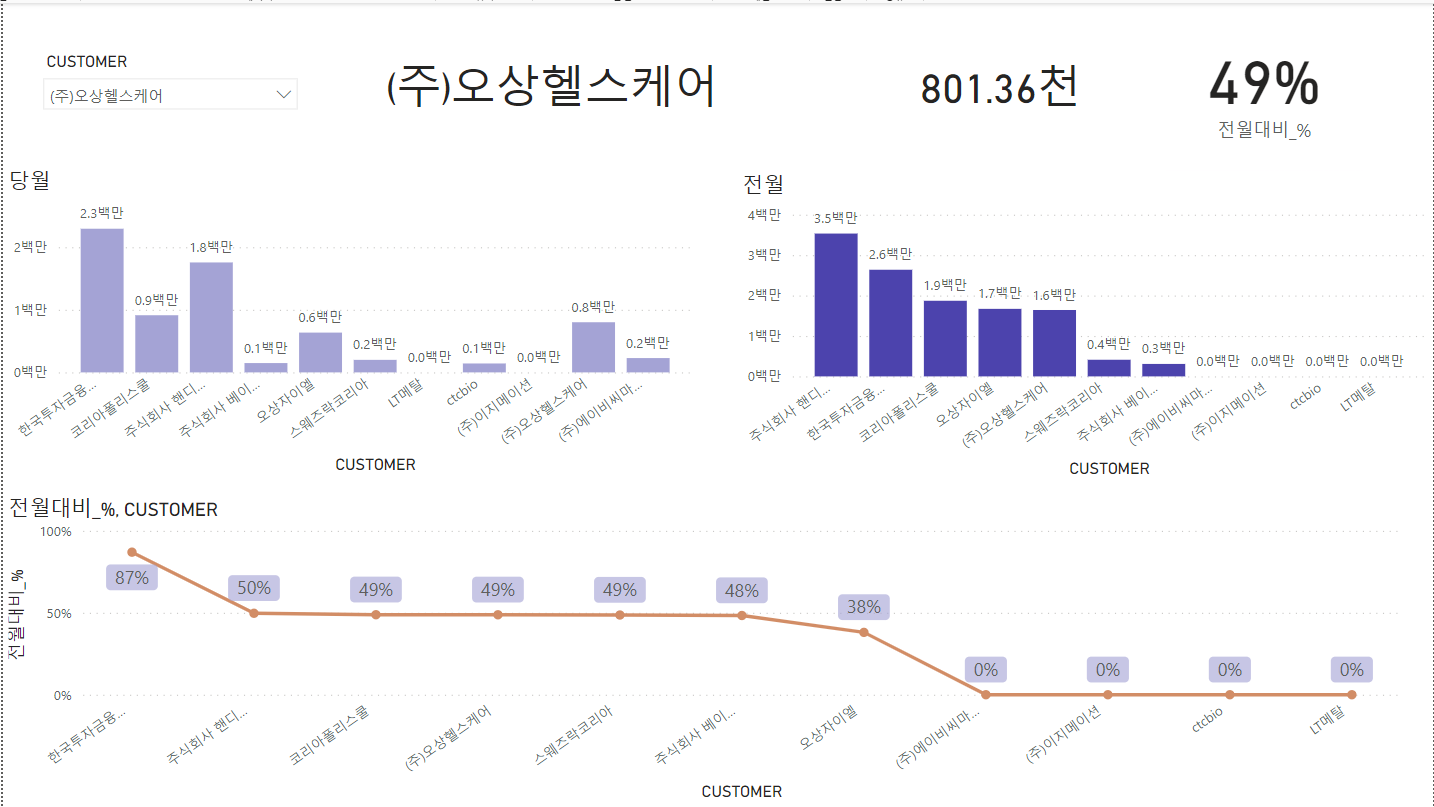 CUSTOMER
(주)오상헬스케어
(주)오상헬스케어
801.36천
49%
전월대비_%
당월
2백만
1백만
0백만
2.3백만
0.9백만
1.8백만
0.1백만
0.6백만
0.2백만
0.0백만
0.1백만
0.0백만
0.8백만
0.2백만
한국투자금융...
코리아폴리스쿨
주식회사 핸디...
주식회사 베이...
오상자이엘
스웨즈락코리아
LT메탈
ctcbio
(주)이지메이션
(주)오상헬스케어
(주)에이비씨마...
CUSTOMER
전월
4백만
3백만
2백만
1백만
0백만
3.5백만
2.6백만
1.9백만
1.7백만
1.6백만
0.4백만
0.3백만
0.0백만
0.0백만
0.0백만
0.0백만
주식회사 핸디...
한국투자금융...
코리아폴리스쿨
오상자이엘
(주)오상헬스케어
스웨즈락코리아
주식회사 베이...
(주)에이비씨마...
(주)이지메이션
ctcbio
LT메탈
CUSTOMER
전월대비_%, CUSTOMER
전월대비_%
100%
50%
0%
87%
50%
49%
49%
49%
48%
38%
0%
0%
0%
0%
한국투자금융...
주식회사 핸디...
코리아폴리스쿨
(주)오상헬스케어
스웨즈락코리아
주식회사 베이...
오상자이엘
(주)에이비씨마...
(주)이지메이션
ctcbio
LT메탈
CUSTOMER